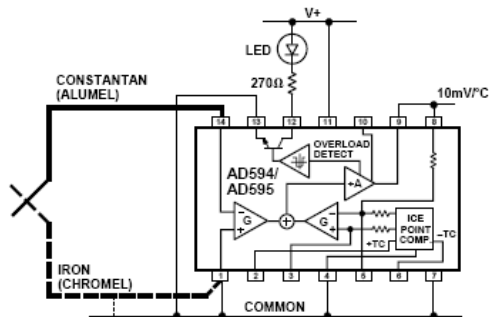 V+
LED
270Ω
CONSTANTAN
(ALUMEL)
10mV/°C
14 13 12 11 10 9 8
OVERLOAD
DETECT
AD594/
AD595
+A
– G +
– G +
ICE
POINT
COMP.
+TC
–TC
IRON
(CHROMEL)
1 2 3 4 5 6 7
COMMON